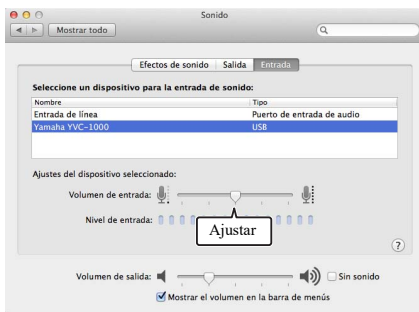 Sonido
Mostrar todo
Efectos de sonido Salida Entrada
Seleccione un dispositivo para la entrada de sonido:
Nombre Tipo
Entrada de línea Puerto de entrada de audio
Yamaha YVC-1000 USB
Ajustes del dispositivo seleccionado:
Volumen de entrada:
Nivel de entrada:
Ajustar
?
Volumen de salida: Sin sonido
Mostrar el volumen en la barra de menús